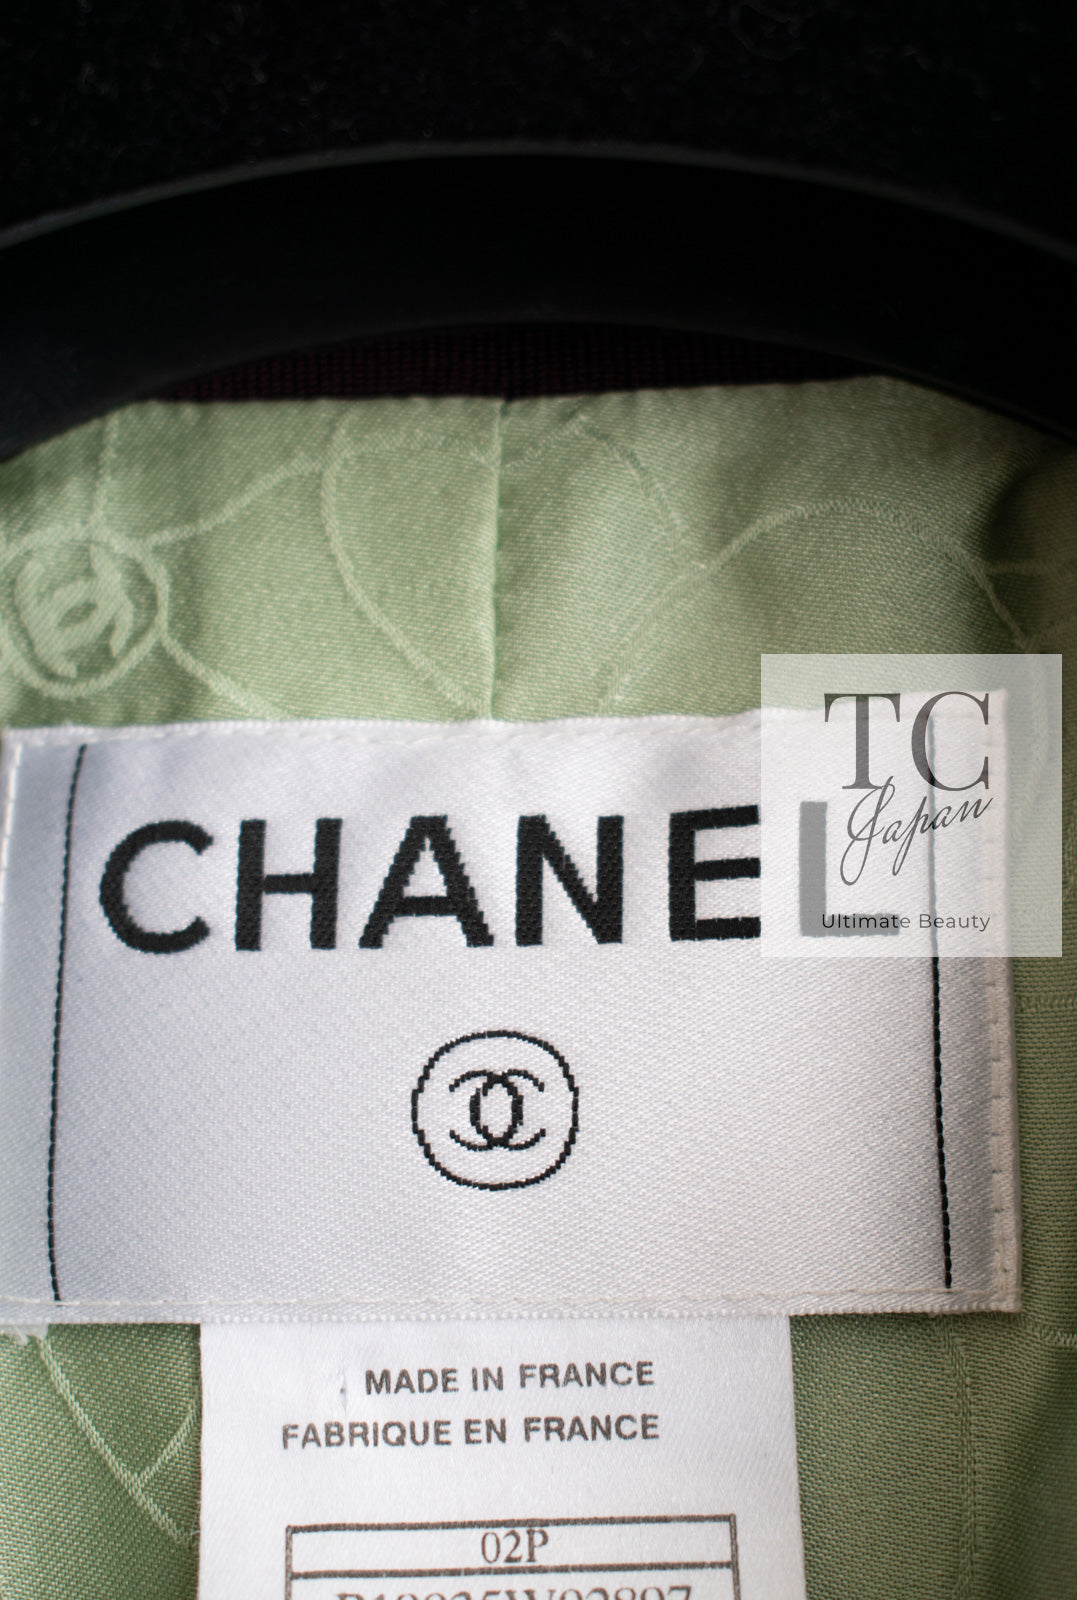 CHANEL
TC
Japan
Ultimate Beauty
MADE IN FRANCE
FABRIQUE EN FRANCE
02P